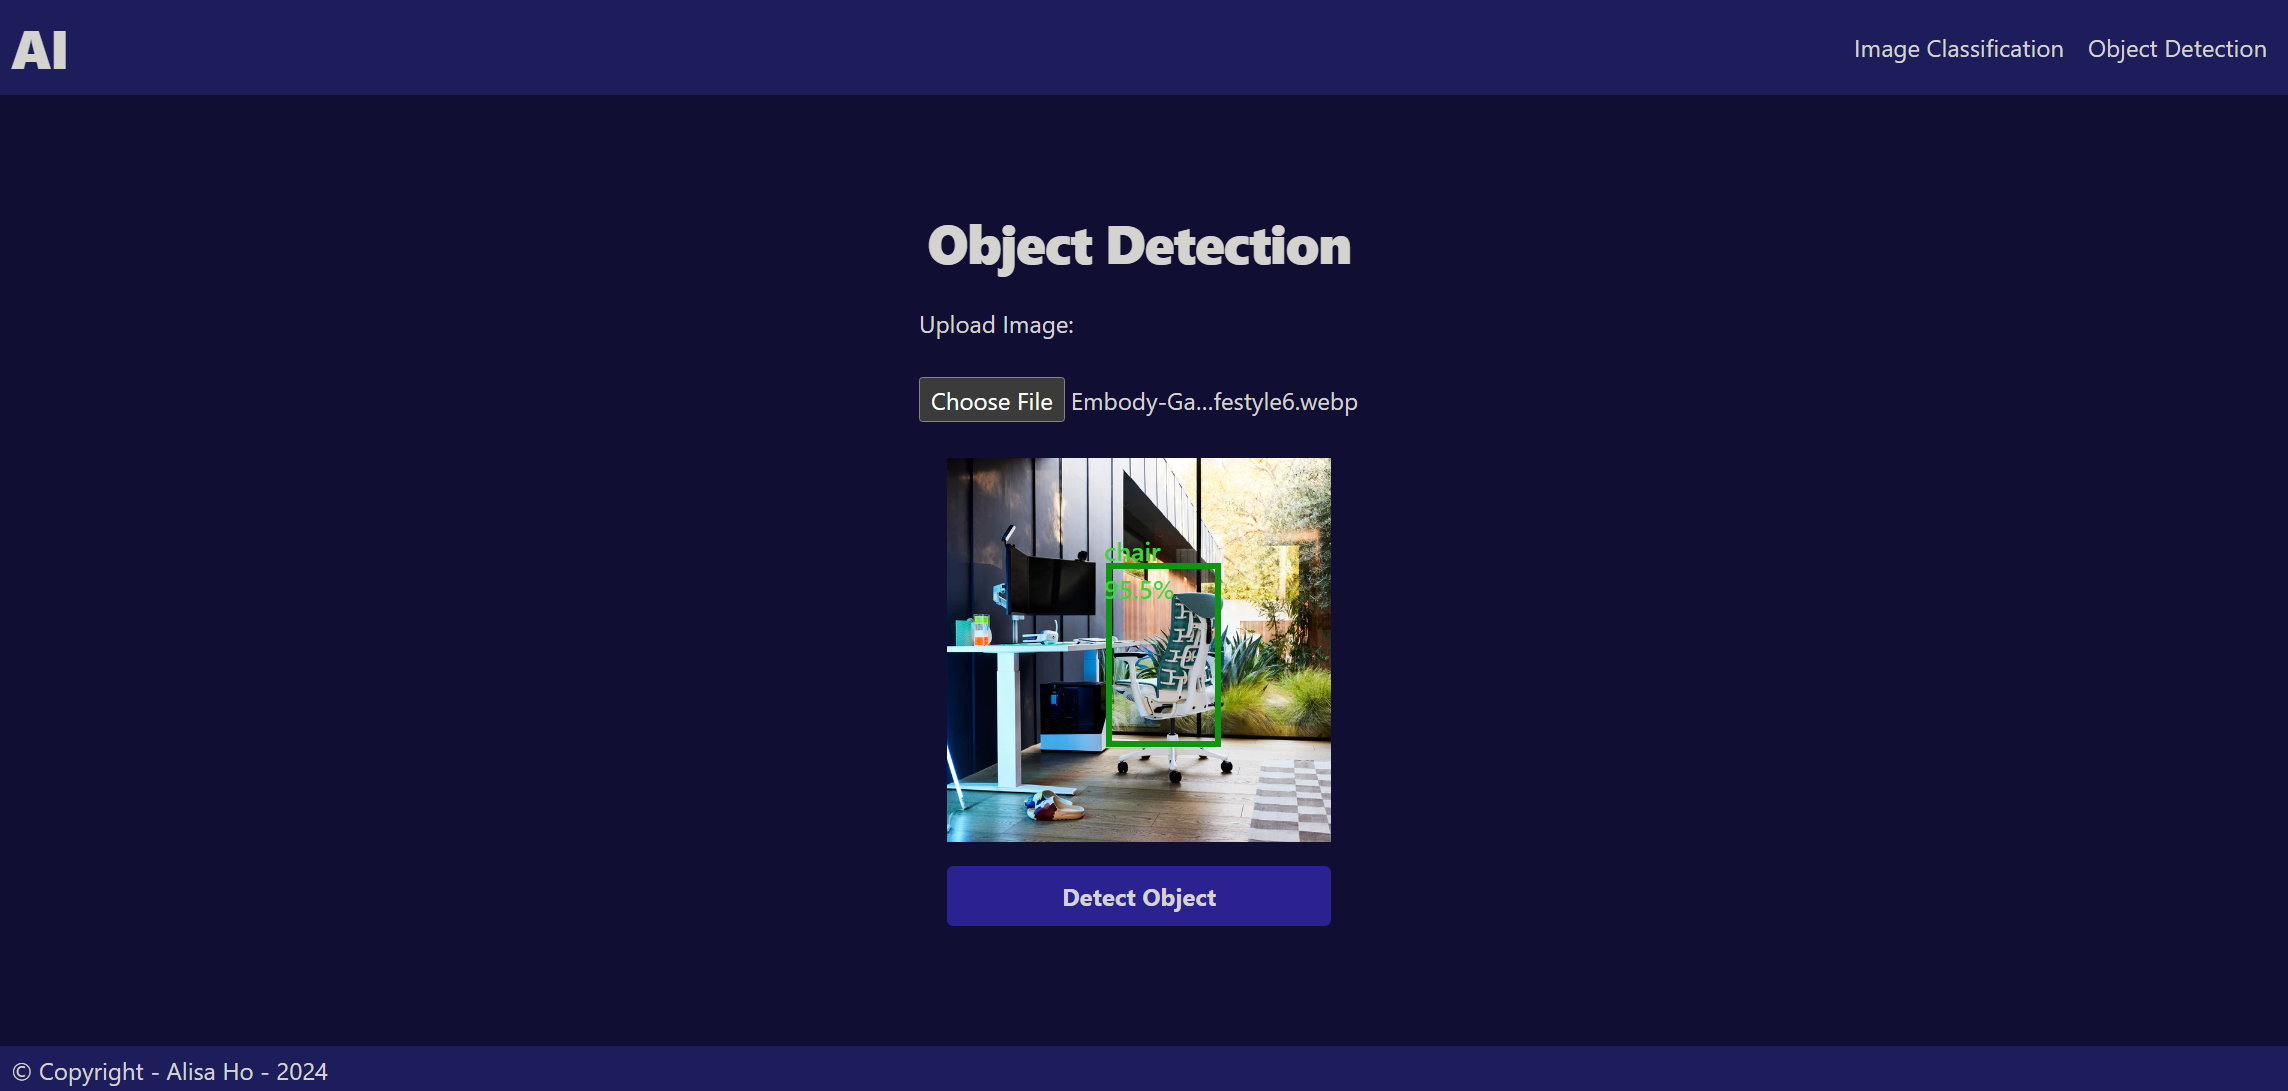 AI
Image Classification
Object Detection
Object Detection
Upload Image:
Choose File Embody-Ga...festyle6.webp
chair
95.5%
Detect Object
© Copyright - Alisa Ho - 2024